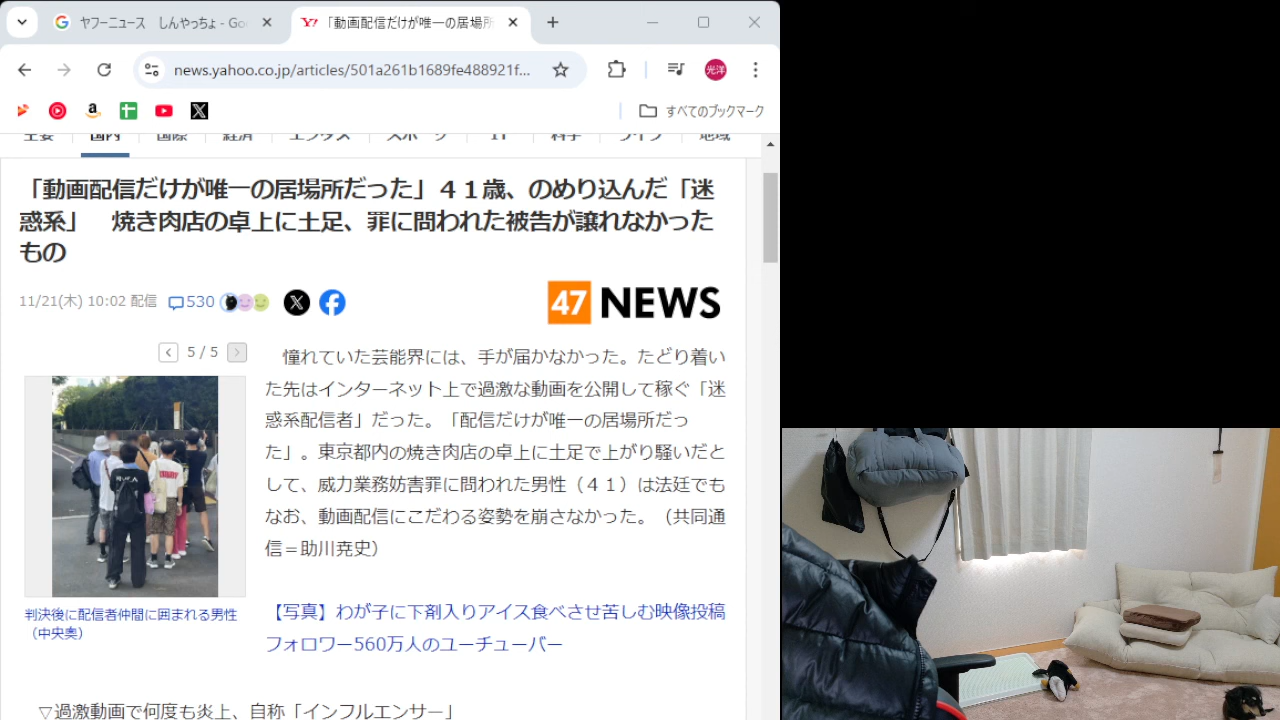 ヤフーニュース しんやっちょ - Go
「動画配信だけが唯一の居場所
news.yahoo.co.jp/articles/501a261b1689fe488921f...
光洋
すべてのブックマーク
主要 国内 国際 経済 エンタメ スポーツ IT 科学 ライフ 地域
「動画配信だけが唯一の居場所だった」４１歳、のめり込んだ「迷
惑系」　焼き肉店の卓上に土足、罪に問われた被告が譲れなかった
もの
11/21(木) 10:02 配信 530
47 NEWS
5 / 5
憧れていた芸能界には、手が届かなかった。たどり着い
た先はインターネット上で過激な動画を公開して稼ぐ「迷
惑系配信者」だった。「配信だけが唯一の居場所だっ
た」。東京都内の焼き肉店の卓上に土足で上がり騒いだと
して、威力業務妨害罪に問われた男性（４１）は法廷でも
なお、動画配信にこだわる姿勢を崩さなかった。（共同通
信＝助川尭史）
判決後に配信者仲間に囲まれる男性
（中央奥）
【写真】わが子に下剤入りアイス食べさせ苦しむ映像投稿
フォロワー560万人のユーチューバー
▽過激動画で何度も炎上、自称「インフルエンサー」